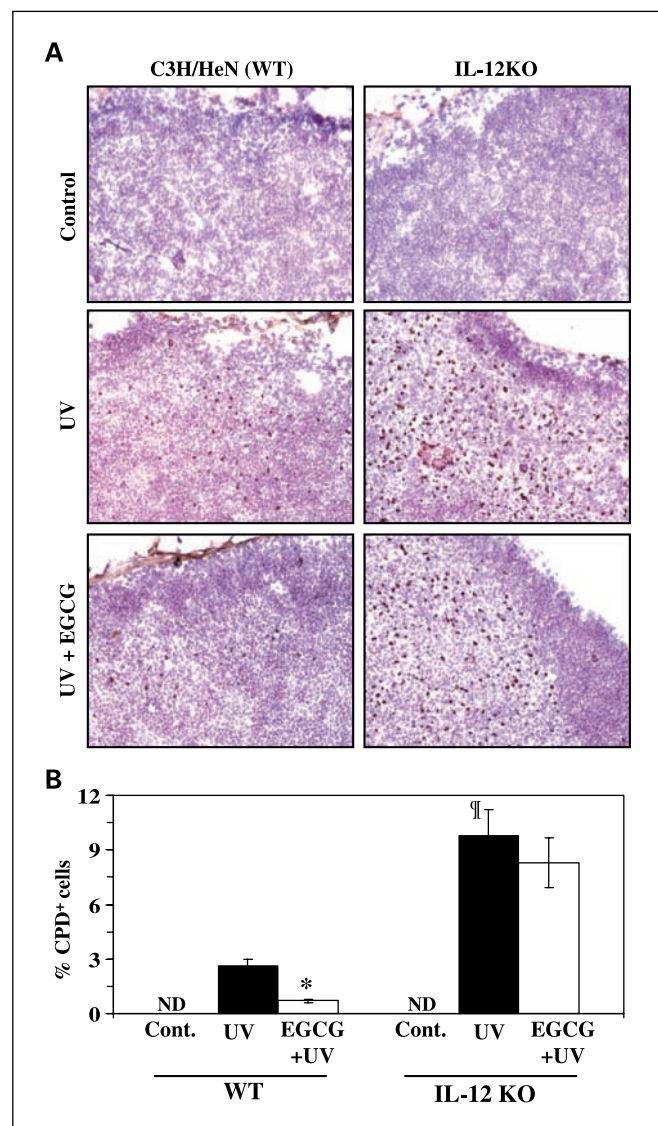 A
C3H/HeN (WT)
IL-12KO
Control
UV
UV + EGCG
B
% CPD+ cells
12
9
6
3
0
ND
*
¶
ND
Cont.
UV
EGCG
+UV
Cont.
UV
EGCG
+UV
WT
IL-12 KO